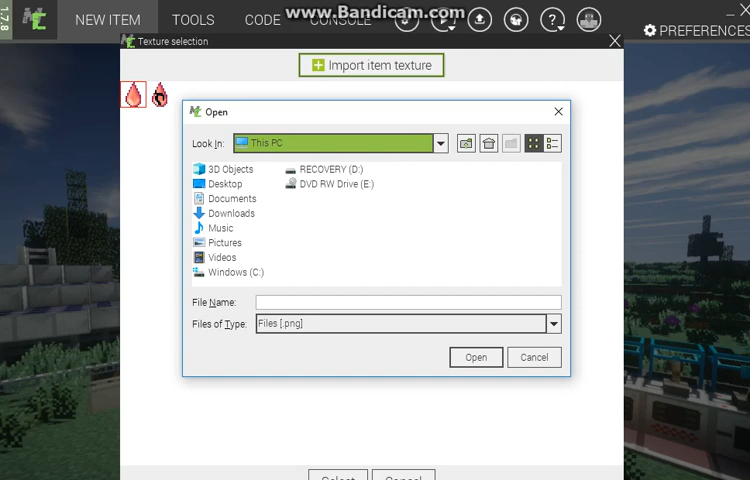 www.Bandicam.com
1.7.8
NEW ITEM
TOOLS
CODE
CONSOLE
PREFERENCES
Texture selection
Import item texture
Open
Look In:
This PC
3D Objects
Desktop
Documents
Downloads
Music
Pictures
Videos
Windows (C:)
RECOVERY (D:)
DVD RW Drive (E:)
File Name:
Files of Type:
Files [.png]
Open
Cancel
Select
Cancel